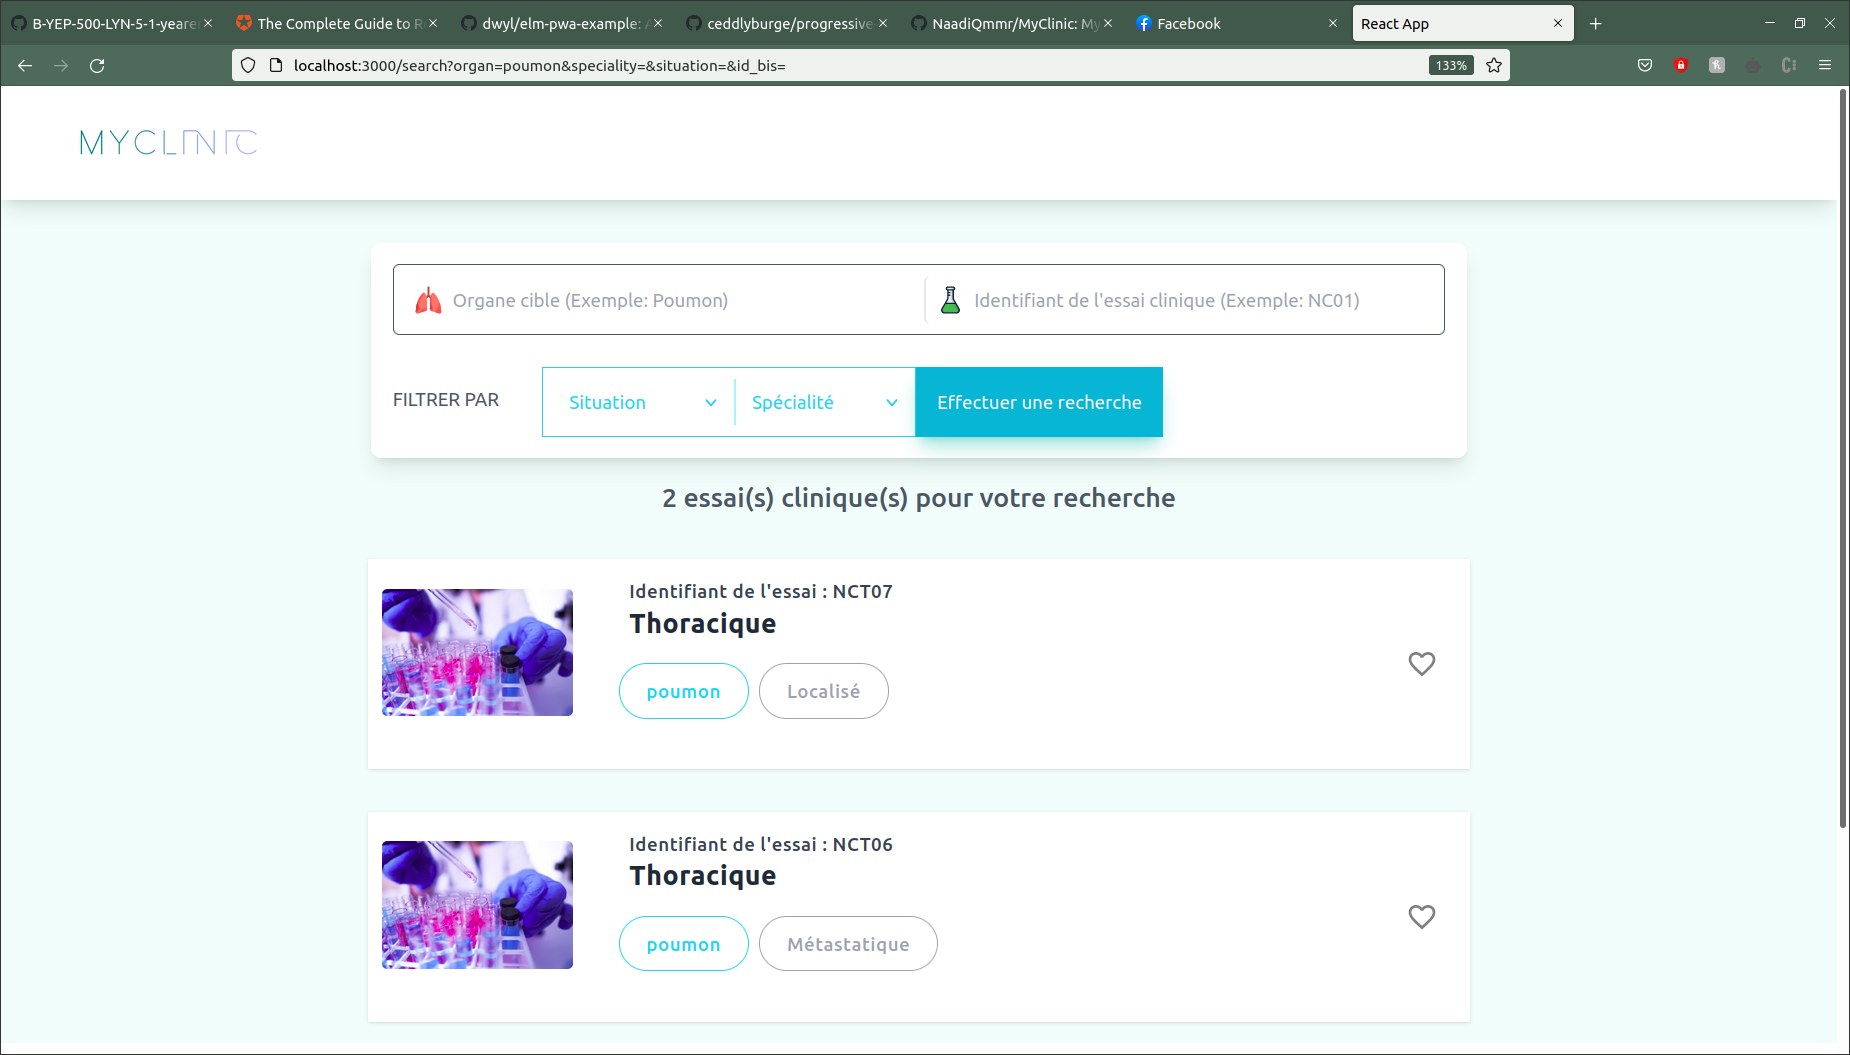 B-YEP-500-LYN-5-1-yearen
The Complete Guide to R
dwyl/elm-pwa-example: A
ceddlyburge/progressive
NaadiQmmr/MyClinic: My
Facebook
React App
localhost:3000/search?organ=poumon&speciality=&situation=&id_bis=
133%
MYCLINIC
Organe cible (Exemple: Poumon)
Identifiant de l'essai clinique (Exemple: NC01)
FILTRER PAR
Situation
Spécialité
Effectuer une recherche
2 essai(s) clinique(s) pour votre recherche
Identifiant de l'essai : NCT07
Thoracique
poumon
Localisé
Identifiant de l'essai : NCT06
Thoracique
poumon
Métastatique